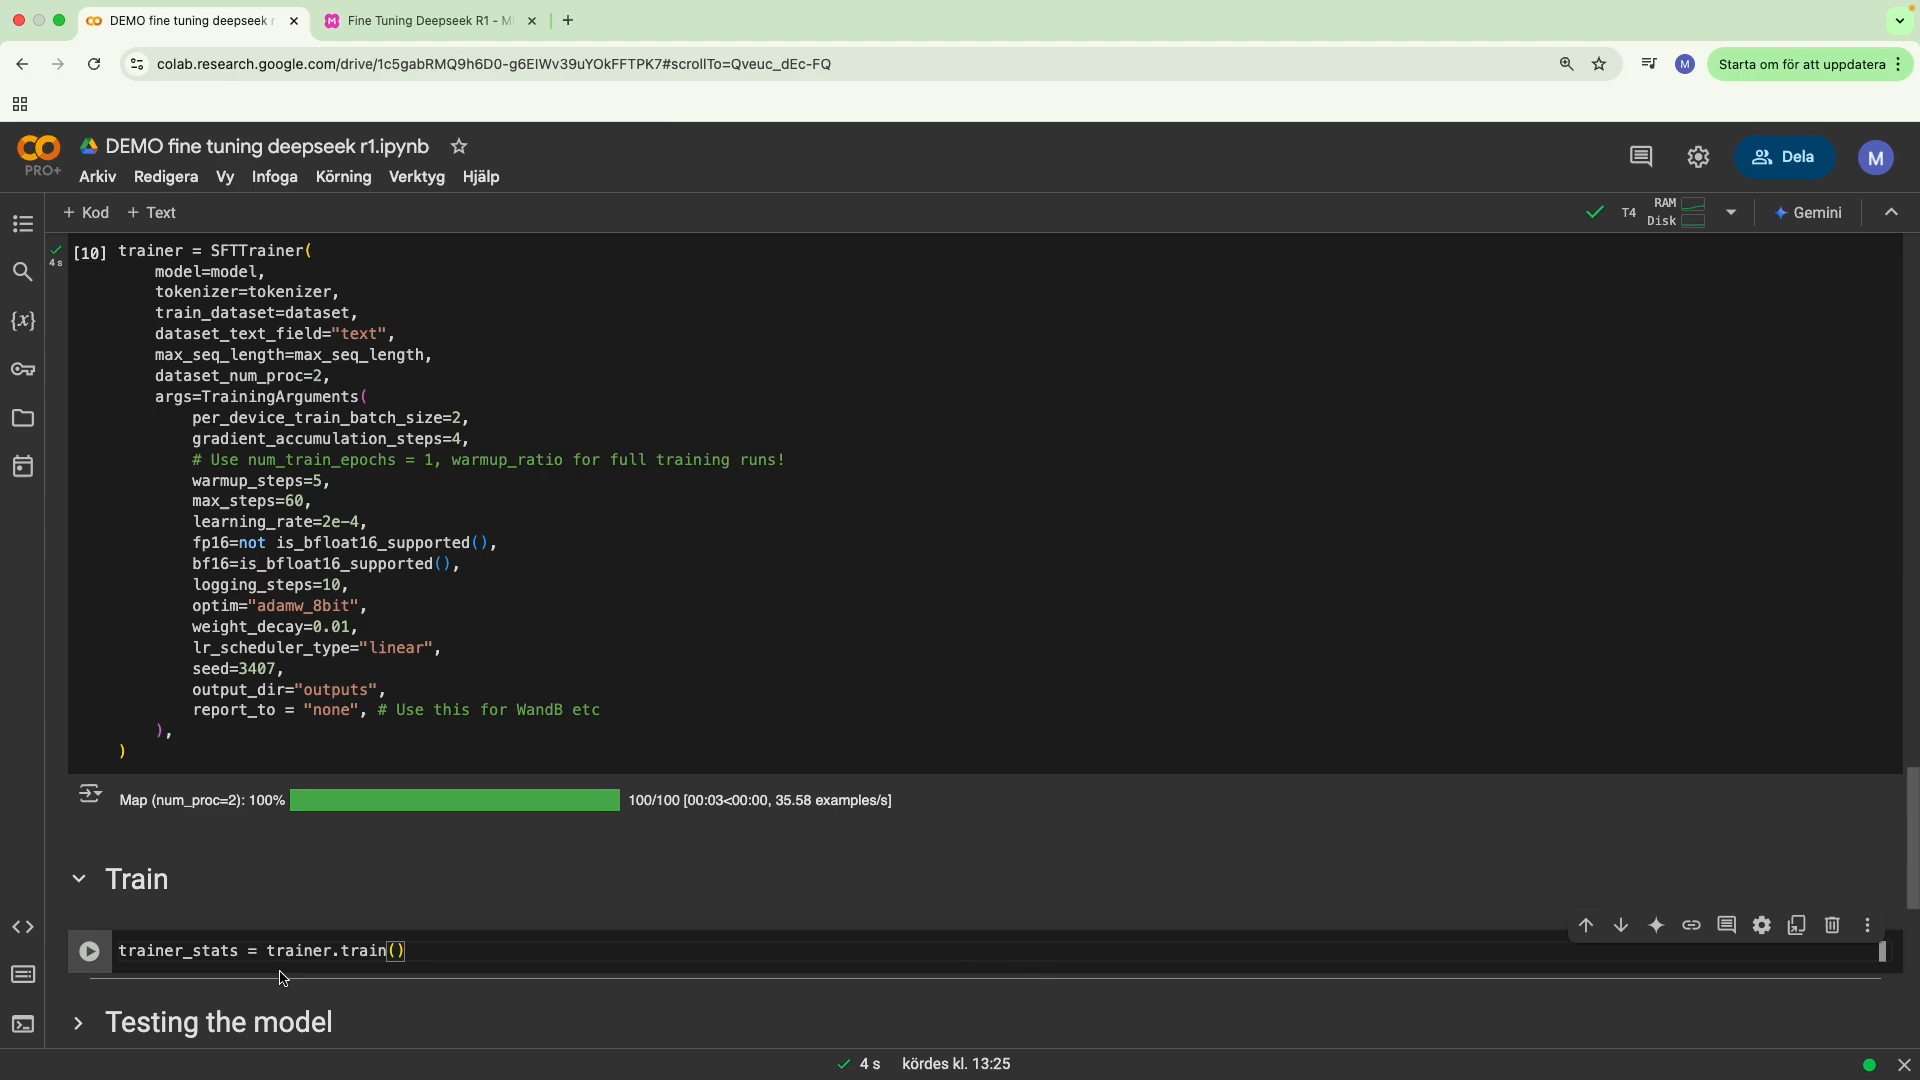 DEMO fine tuning deepseek r
Fine Tuning Deepseek R1 - M
colab.research.google.com/drive/1c5gabRMQ9h6D0-g6EIWv39uYOkFFTPK7#scrollTo=Qveuc_dEc-FQ
M
Starta om för att uppdatera
PRO+
DEMO fine tuning deepseek r1.ipynb
Arkiv Redigera Vy Infoga Körning Verktyg Hjälp
Dela
M
+ Kod + Text
T4
RAM
Disk
Gemini
4 s
[10] trainer = SFTTrainer(
model=model,
tokenizer=tokenizer,
train_dataset=dataset,
dataset_text_field="text",
max_seq_length=max_seq_length,
dataset_num_proc=2,
args=TrainingArguments(
per_device_train_batch_size=2,
gradient_accumulation_steps=4,
# Use num_train_epochs = 1, warmup_ratio for full training runs!
warmup_steps=5,
max_steps=60,
learning_rate=2e-4,
fp16=not is_bfloat16_supported(),
bf16=is_bfloat16_supported(),
logging_steps=10,
optim="adamw_8bit",
weight_decay=0.01,
lr_scheduler_type="linear",
seed=3407,
output_dir="outputs",
report_to = "none", # Use this for WandB etc
),
)
Map (num_proc=2): 100% 100/100 [00:03<00:00, 35.58 examples/s]
Train
trainer_stats = trainer.train()
Testing the model
4 s kördes kl. 13:25